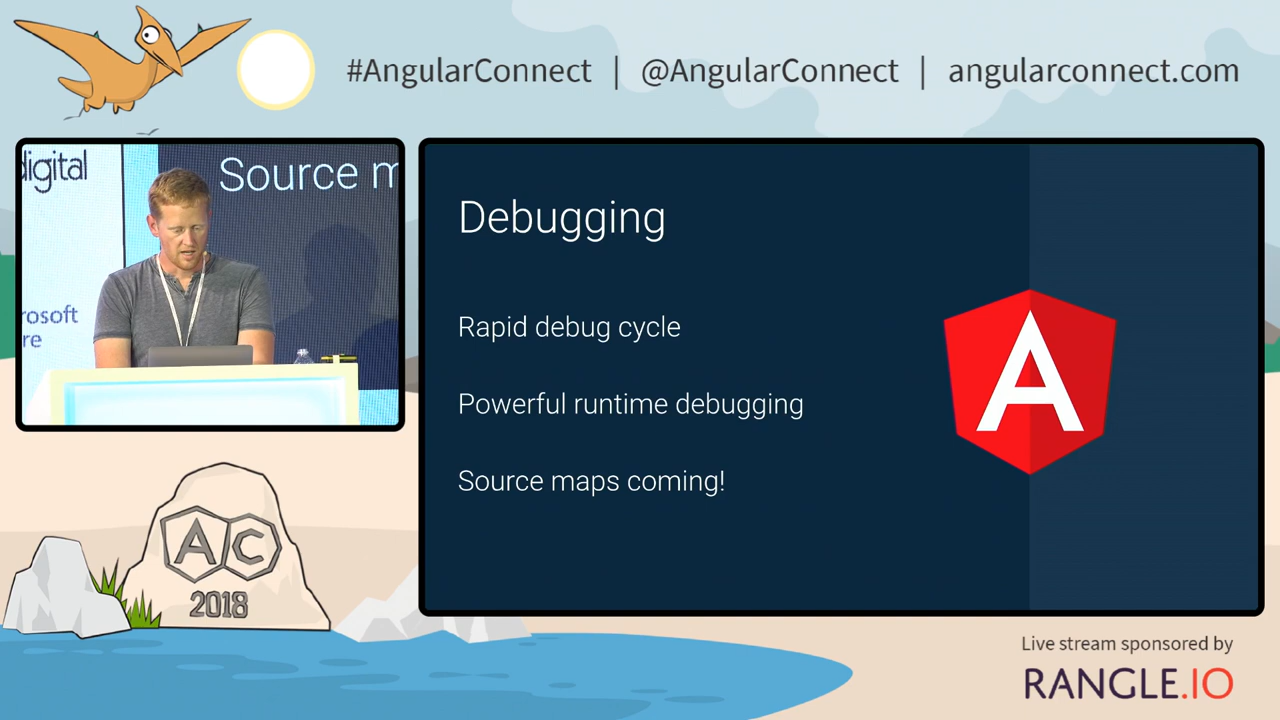 #AngularConnect | @AngularConnect | angularconnect.com
digital
Source m
rosoft
re
Debugging
Rapid debug cycle
Powerful runtime debugging
Source maps coming!
A
AC
2018
Live stream sponsored by
RANGLE.IO